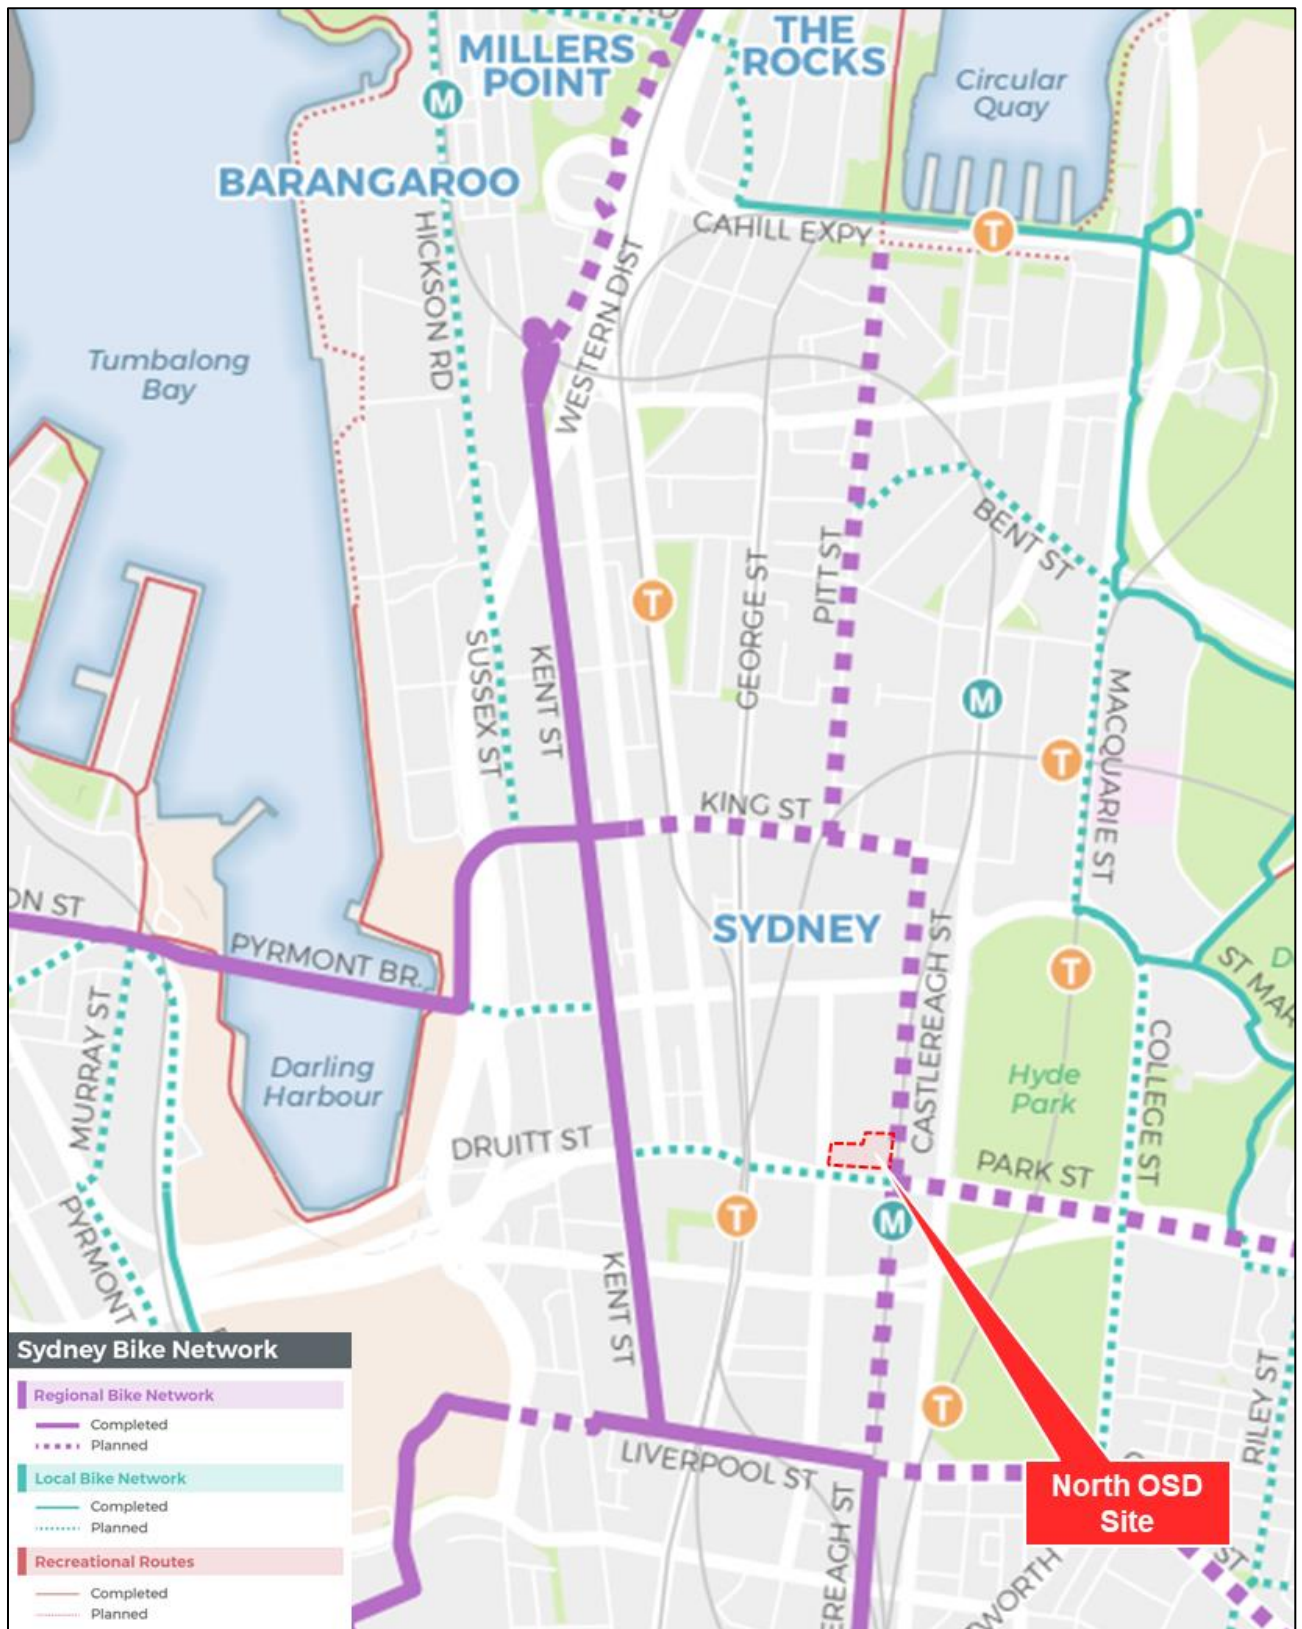 RD
MILLERS
POINT
THE
ROCKS
Circular
Quay
M
BARANGAROO
CAHILL EXPY
T
HICKSON RD
WESTERN DIST
Tumbalong
Bay
BENT ST
PITT ST
GEORGE ST
T
SUSSEX ST
KENT ST
M
MACQUARIE ST
T
KING ST
ON ST
SYDNEY
CASTLEREAGH ST
T
PYRMONT BR.
ST MAR
D
MURRAY ST
Darling
Harbour
Hyde
Park
COLLEGE ST
DRUITT ST
PARK ST
PYRMONT
T
M
KENT ST
RILEY ST
T
LIVERPOOL ST
EREAGH ST
North OSD
Site
ST
TWORTH
Sydney Bike Network
Regional Bike Network
Completed
Planned
Local Bike Network
Completed
Planned
Recreational Routes
Completed
Planned